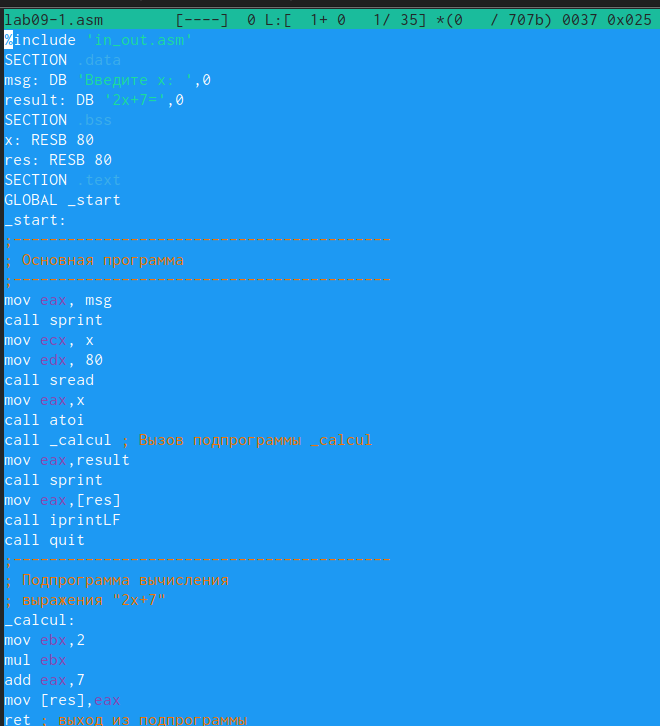 lab09-1.asm        [----]  0 L:[  1+ 0   1/ 35] *(0   / 707b) 0037 0x025
%include 'in_out.asm'
SECTION .data
msg: DB 'Введите x: ',0
result: DB '2x+7=',0
SECTION .bss
x: RESB 80
res: RESB 80
SECTION .text
GLOBAL _start
_start:
;------------------------------------------
; Основная программа
;------------------------------------------
mov eax, msg
call sprint
mov ecx, x
mov edx, 80
call sread
mov eax,x
call atoi
call _calcul ; Вызов подпрограммы _calcul
mov eax,result
call sprint
mov eax,[res]
call iprintLF
call quit
;------------------------------------------
; Подпрограмма вычисления
; выражения "2x+7"
_calcul:
mov ebx,2
mul ebx
add eax,7
mov [res],eax
ret ; выход из подпрограммы